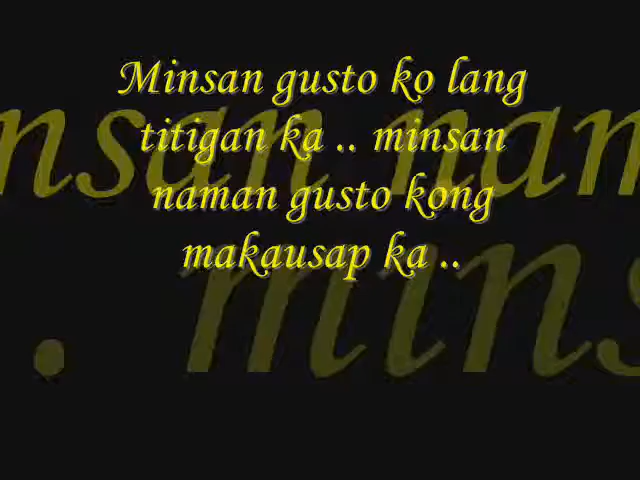 Minsan gusto ko lang
titigan ka .. minsan
naman gusto kong
makausap ka ..